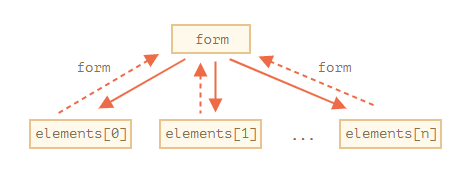 form
form
form
elements[0]
elements[1]
...
elements[n]